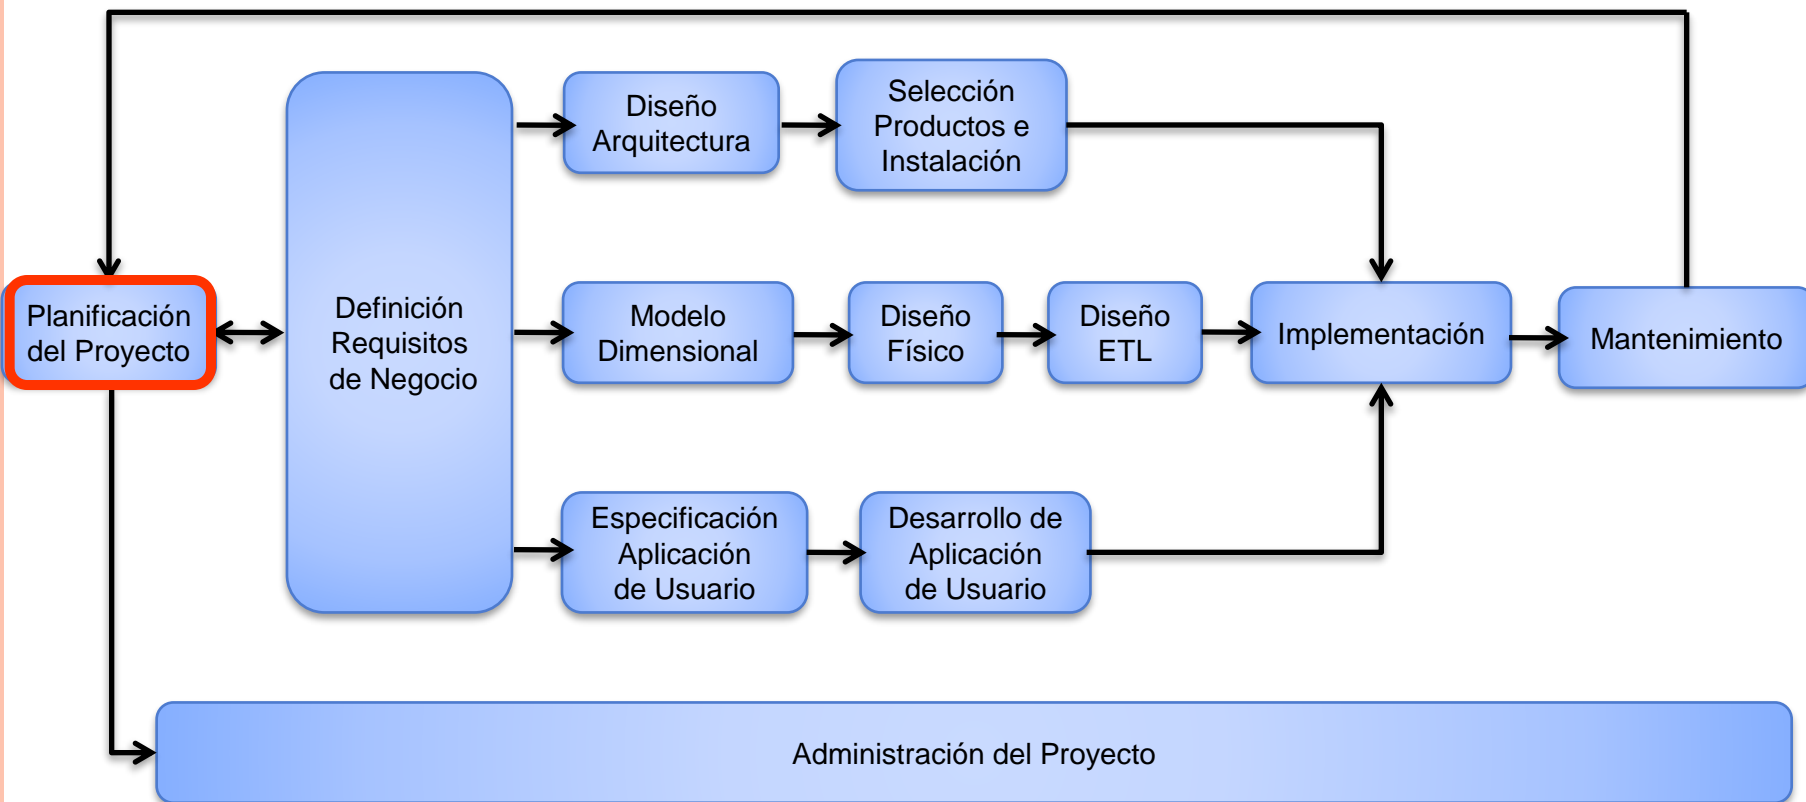 Diseño
Arquitectura
Selección
Productos e
Instalación
Planificación
del Proyecto
Definición
Requisitos
de Negocio
Modelo
Dimensional
Diseño
Físico
Diseño
ETL
Implementación
Mantenimiento
Especificación
Aplicación
de Usuario
Desarrollo de
Aplicación
de Usuario
Administración del Proyecto